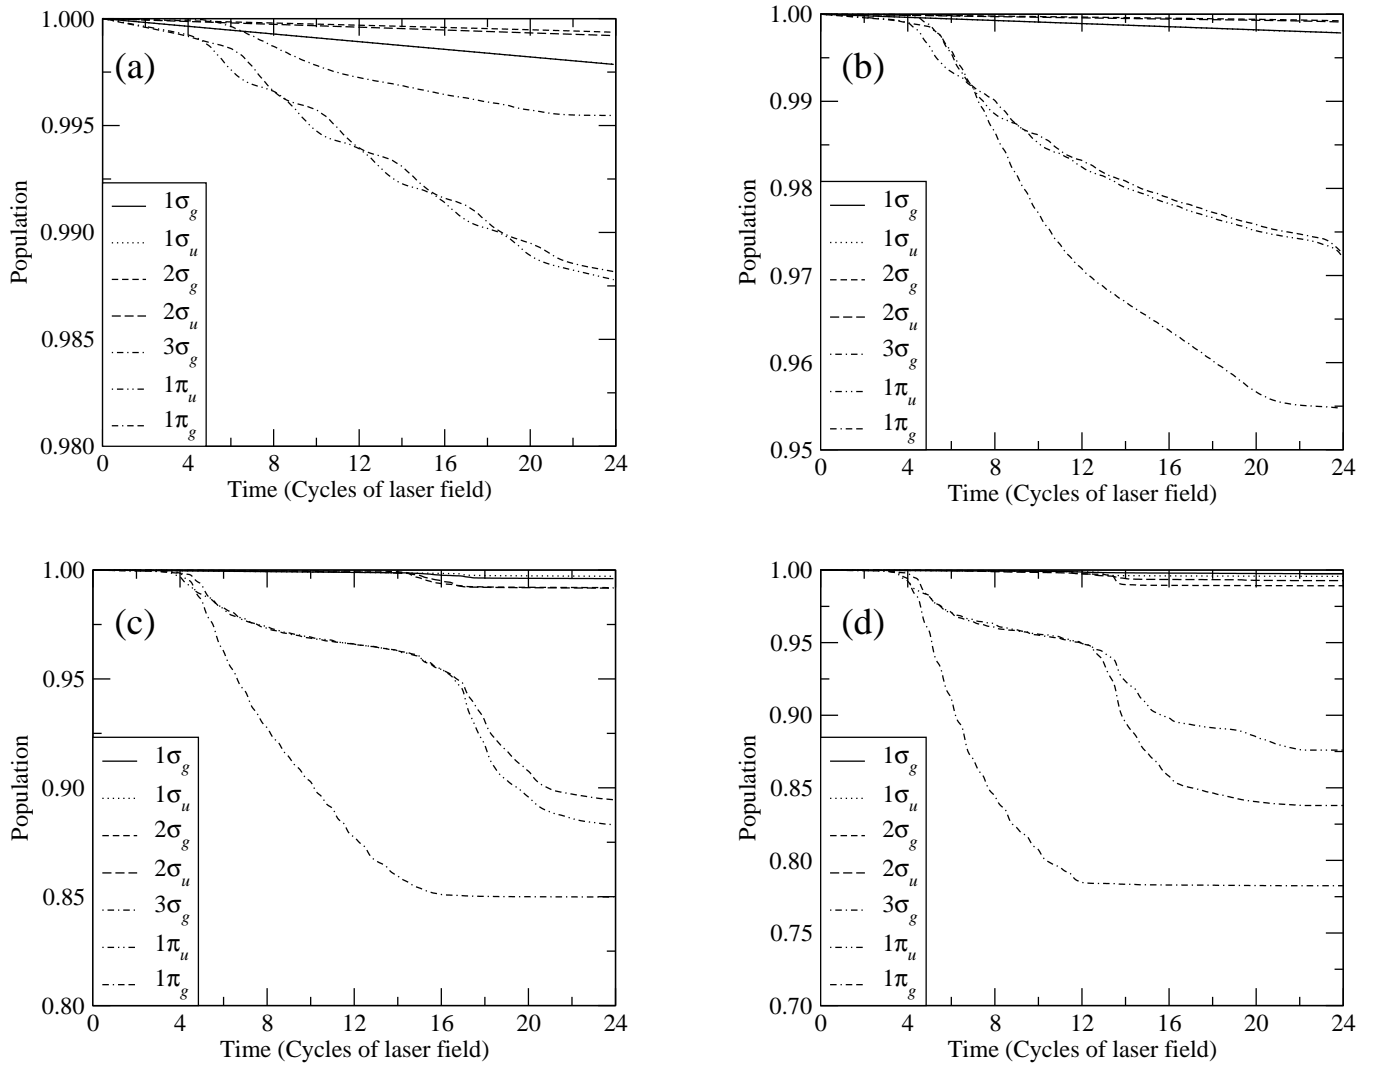 1.000
0.995
0.990
0.985
0.980
(a)
Population
1σg
1σu
2σg
2σu
3σg
1πu
1πg
0 4 8 12 16 20 24
Time (Cycles of laser field)
1.00
0.99
0.98
0.97
0.96
0.95
(b)
Population
1σg
1σu
2σg
2σu
3σg
1πu
1πg
0 4 8 12 16 20 24
Time (Cycles of laser field)
1.00
0.95
0.90
0.85
0.80
(c)
Population
1σg
1σu
2σg
2σu
3σg
1πu
1πg
0 4 8 12 16 20 24
Time (Cycles of laser field)
1.00
0.95
0.90
0.85
0.80
0.75
0.70
(d)
Population
1σg
1σu
2σg
2σu
3σg
1πu
1πg
0 4 8 12 16 20 24
Time (Cycles of laser field)